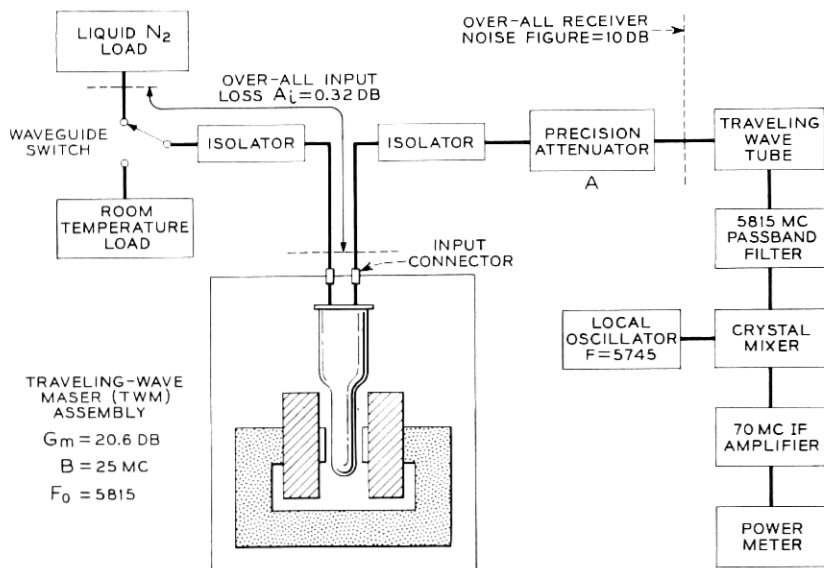 LIQUID N2
LOAD
OVER-ALL INPUT
LOSS Ai=0.32 DB
WAVEGUIDE
SWITCH
ISOLATOR
ROOM
TEMPERATURE
LOAD
ISOLATOR
PRECISION
ATTENUATOR
A
OVER-ALL RECEIVER
NOISE FIGURE=10 DB
TRAVELING
WAVE
TUBE
5815 MC
PASSBAND
FILTER
INPUT
CONNECTOR
LOCAL
OSCILLATOR
F=5745
CRYSTAL
MIXER
70 MC IF
AMPLIFIER
POWER
METER
TRAVELING-WAVE
MASER (TWM)
ASSEMBLY
Gm = 20.6 DB
B = 25 MC
F0 = 5815